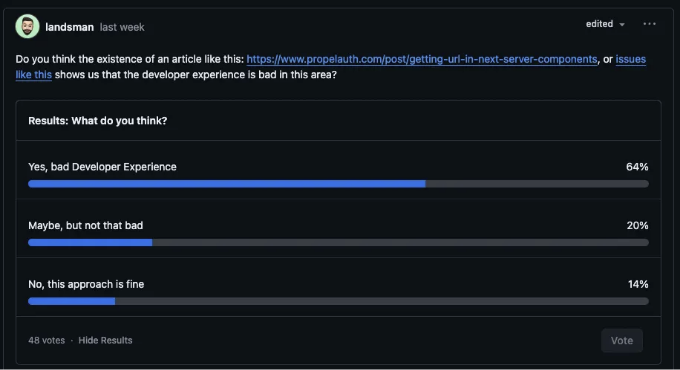 landsman last week edited
Do you think the existence of an article like this: https://www.propelauth.com/post/getting-url-in-next-server-components, or issues
like this shows us that the developer experience is bad in this area?
Results: What do you think?
Yes, bad Developer Experience 64%
Maybe, but not that bad 20%
No, this approach is fine 14%
48 votes · Hide Results Vote